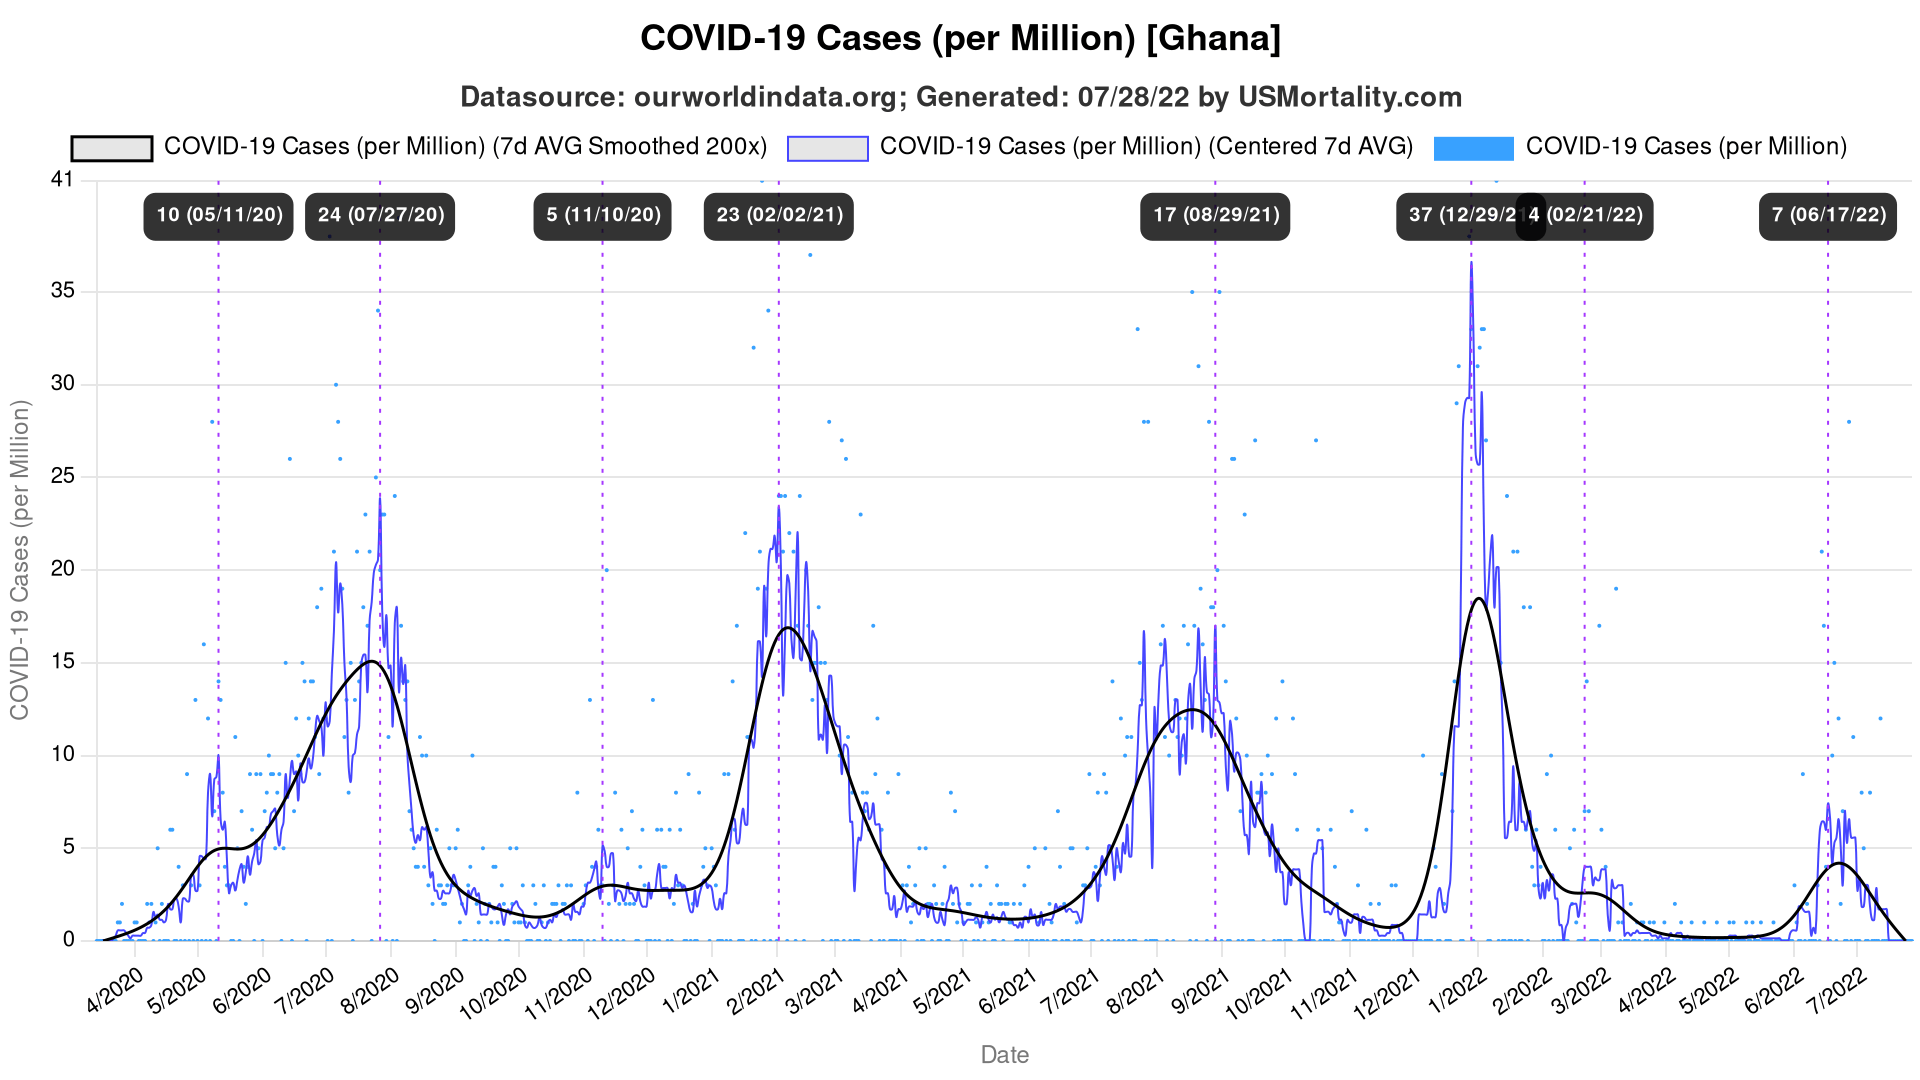 COVID-19 Cases (per Million) [Ghana]
Datasource: ourworldindata.org; Generated: 07/28/22 by USMortality.com
COVID-19 Cases (per Million) (7d AVG Smoothed 200x) COVID-19 Cases (per Million) (Centered 7d AVG) COVID-19 Cases (per Million)
41
10 (05/11/20) 24 (07/27/20) 5 (11/10/20) 23 (02/02/21) 17 (08/29/21) 37 (12/29/21) 4 (02/21/22) 7 (06/17/22)
35
30
25
20
15
10
5
0
COVID-19 Cases (per Million)
4/2020 5/2020 6/2020 7/2020 8/2020 9/2020 10/2020 11/2020 12/2020 1/2021 2/2021 3/2021 4/2021 5/2021 6/2021 7/2021 8/2021 9/2021 10/2021 11/2021 12/2021 1/2022 2/2022 3/2022 4/2022 5/2022 6/2022 7/2022
Date